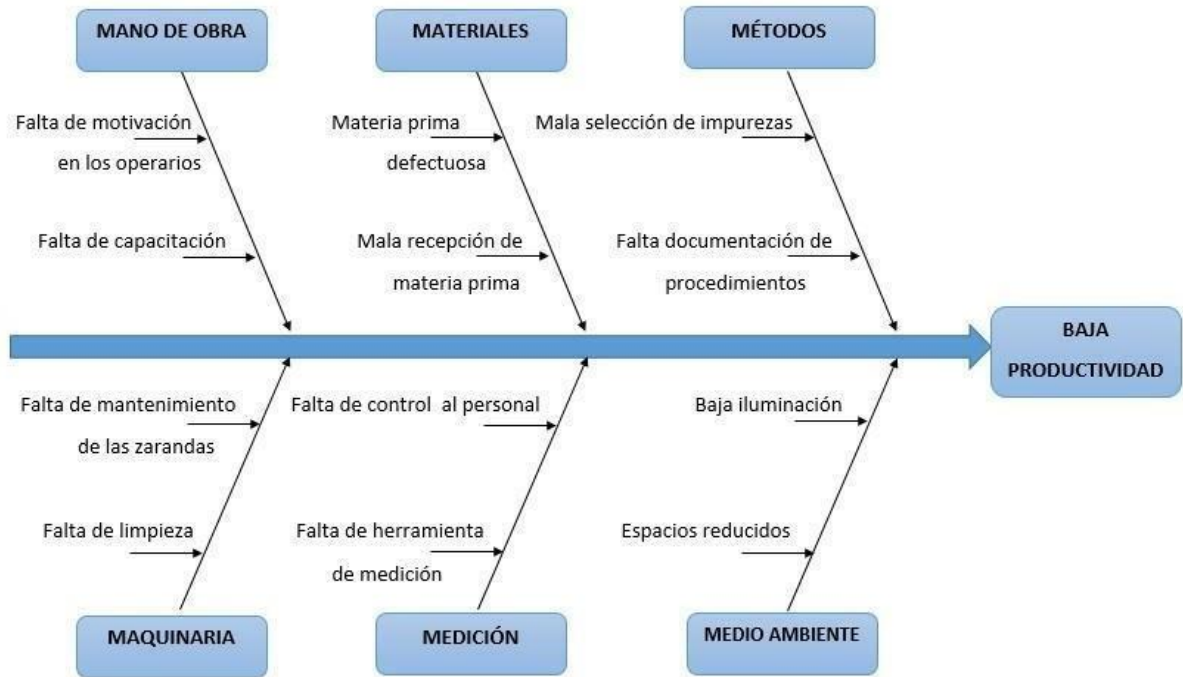 MANO DE OBRA
MATERIALES
MÉTODOS
Falta de motivación
en los operarios
Materia prima
defectuosa
Mala selección de impurezas
Falta de capacitación
Mala recepción de
materia prima
Falta documentación de
procedimientos
BAJA
PRODUCTIVIDAD
Falta de mantenimiento
de las zarandas
Falta de control al personal
Baja iluminación
Falta de limpieza
Falta de herramienta
de medición
Espacios reducidos
MAQUINARIA
MEDICIÓN
MEDIO AMBIENTE